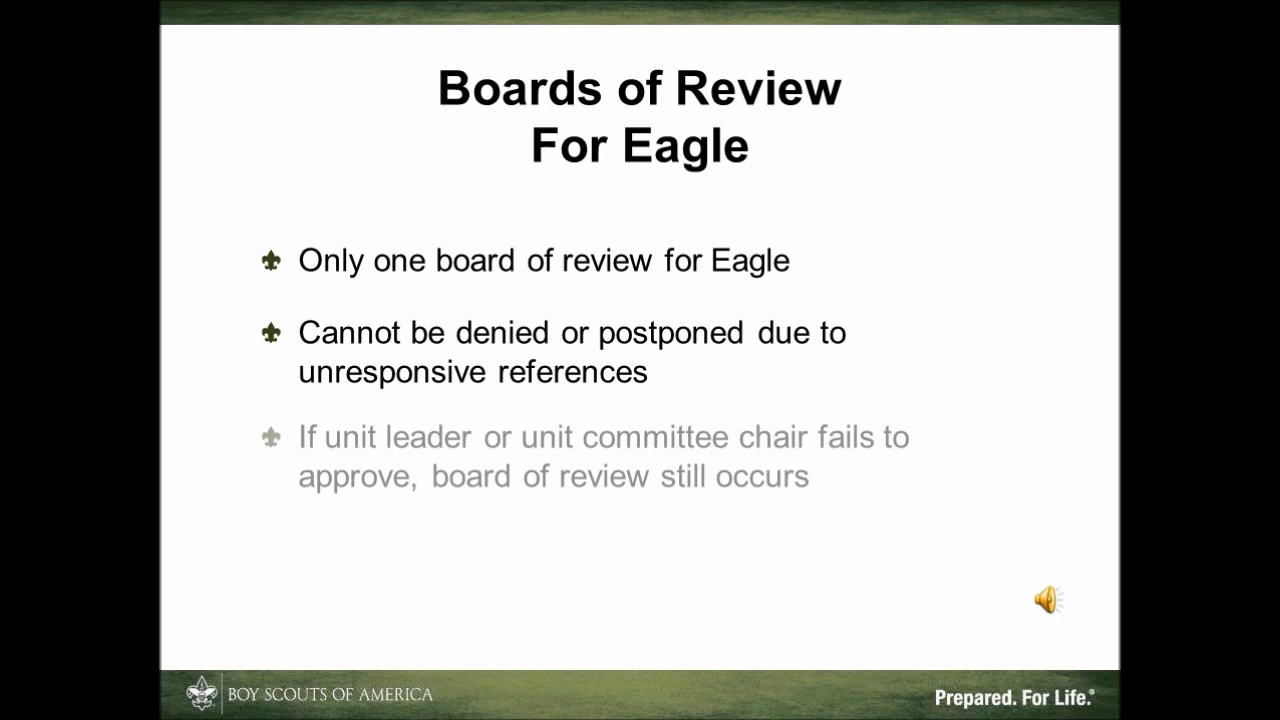 Boards of Review
For Eagle
Only one board of review for Eagle
Cannot be denied or postponed due to
unresponsive references
If unit leader or unit committee chair fails to
approve, board of review still occurs
BOY SCOUTS OF AMERICA
Prepared. For Life.®